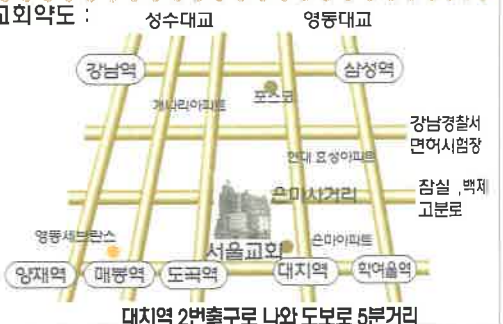 교회약도 :
성수대교 영동대교
강남역 삼성역
개나리아파트 포스코
강남경찰서
면허시험장
현대 효성아파트
은마사거리
잠실 ,백제
고분로
영동세브란스
서울교회 은마아파트
양재역 매봉역 도곡역 대치역 학여울역
대치역 2번출구로 나와 도보로 5분거리